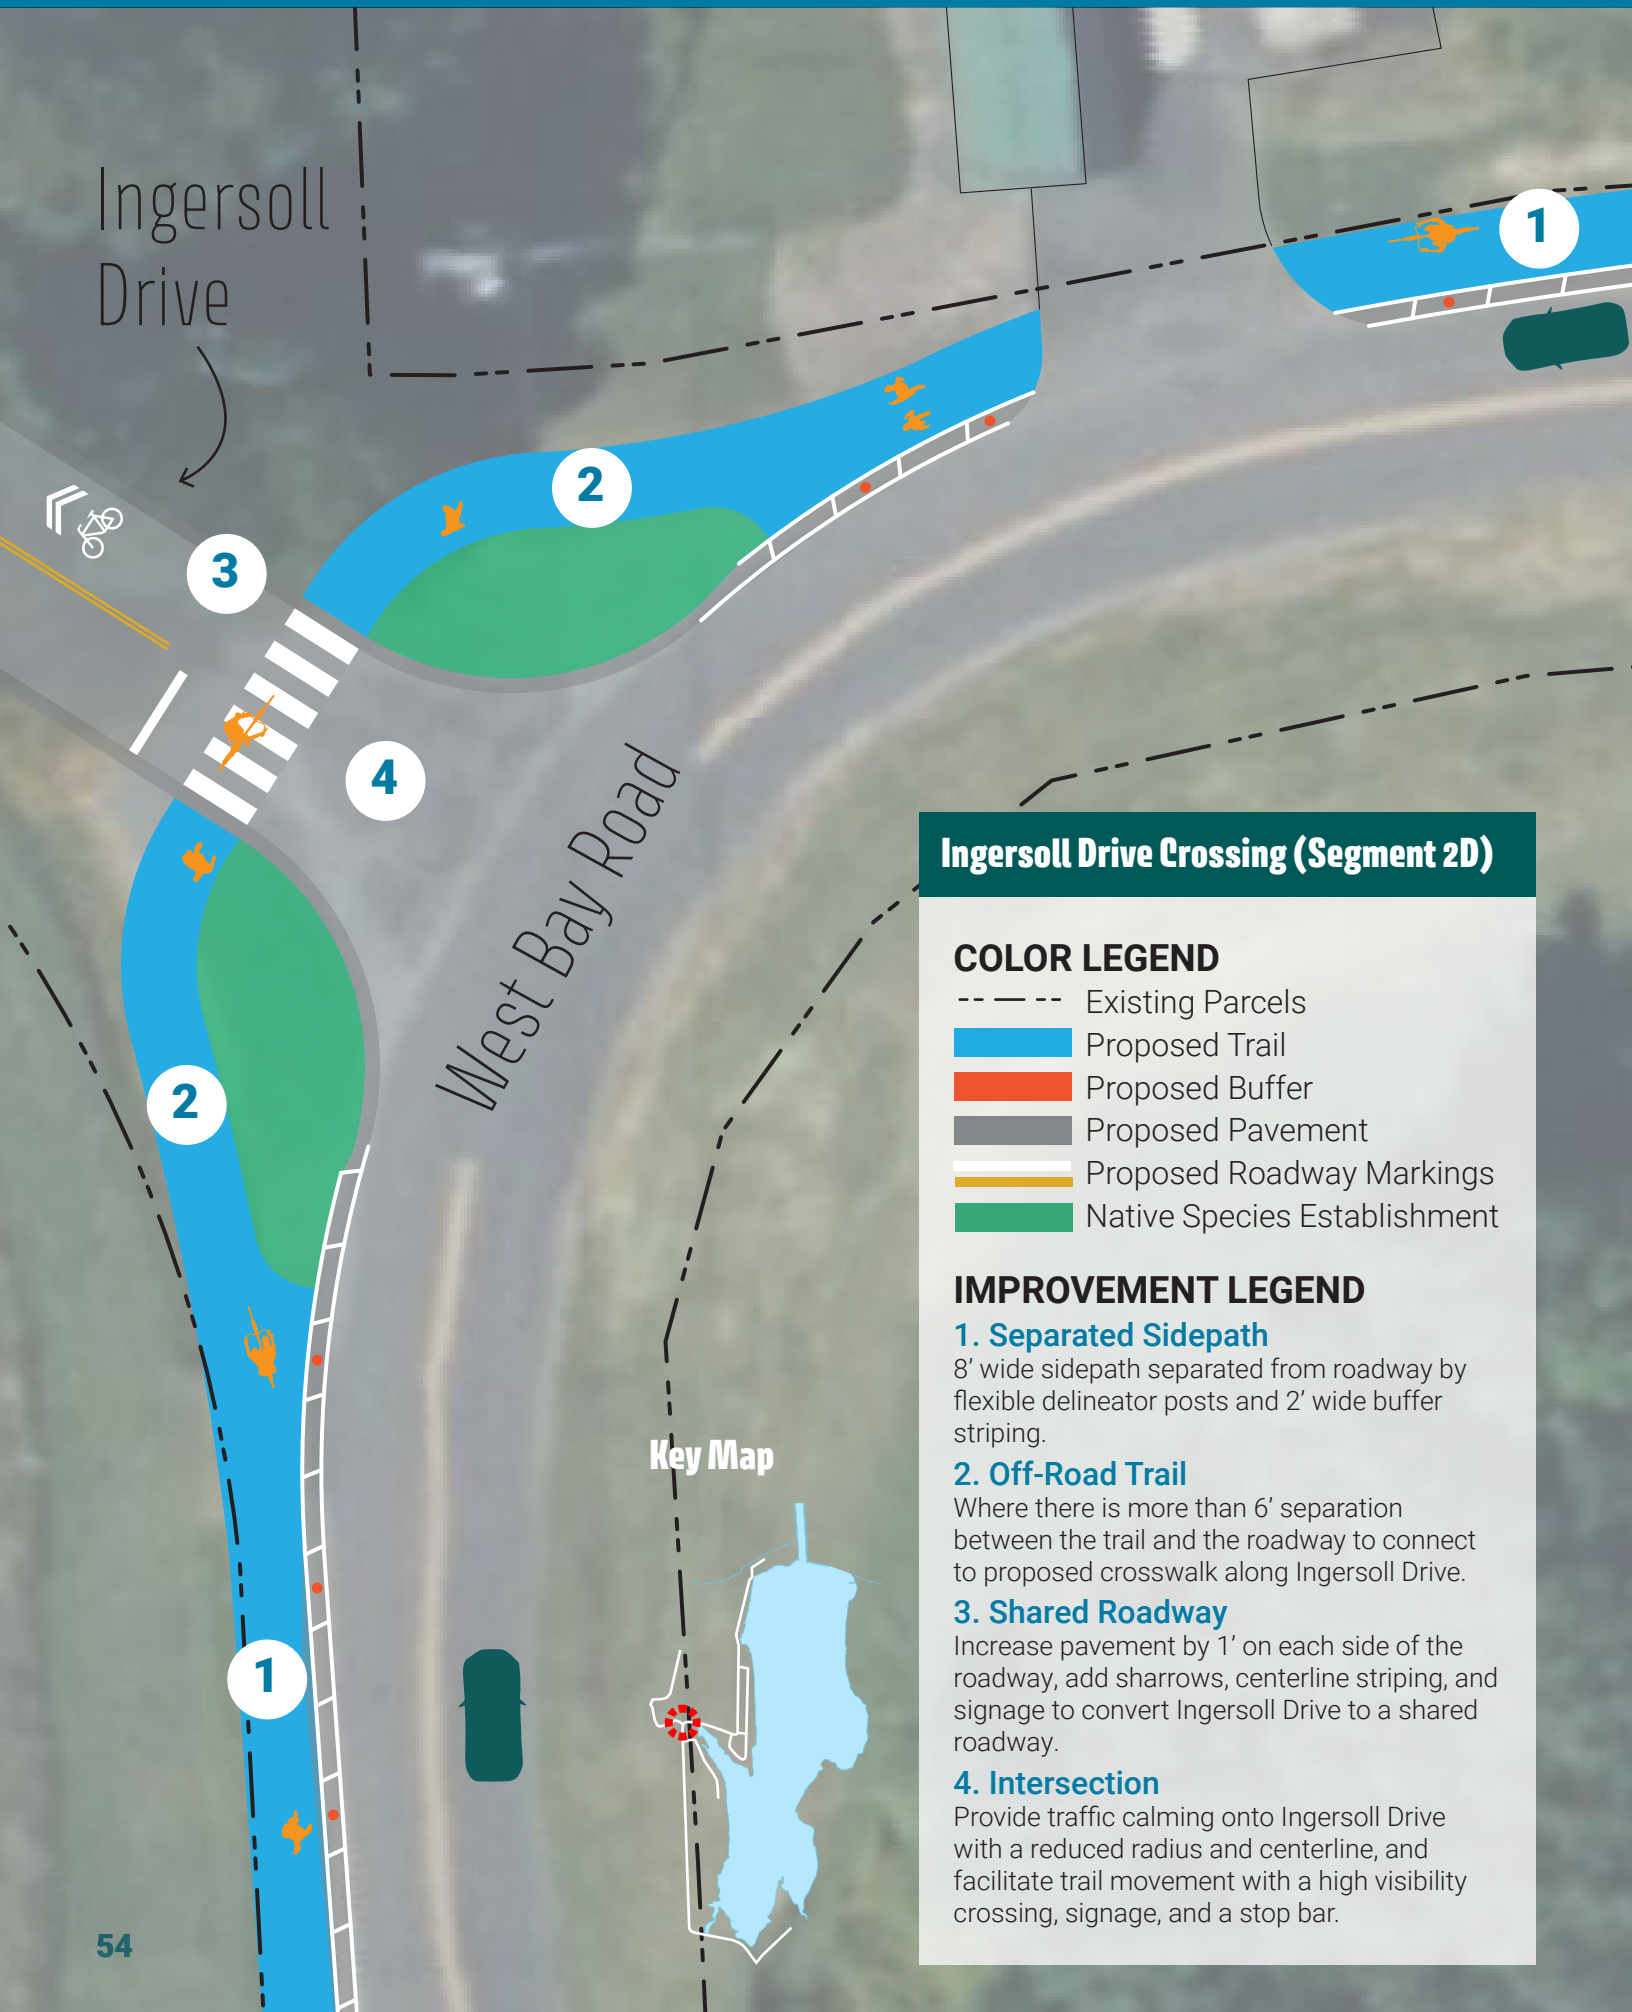 Ingersoll
Drive
1
2
3
4
West Bay Road
2
1
Key Map
Ingersoll Drive Crossing (Segment 2D)
COLOR LEGEND
Existing Parcels
Proposed Trail
Proposed Buffer
Proposed Pavement
Proposed Roadway Markings
Native Species Establishment
IMPROVEMENT LEGEND
1. Separated Sidepath
8’ wide sidepath separated from roadway by
flexible delineator posts and 2’ wide buffer
striping.
2. Off-Road Trail
Where there is more than 6’ separation
between the trail and the roadway to connect
to proposed crosswalk along Ingersoll Drive.
3. Shared Roadway
Increase pavement by 1’ on each side of the
roadway, add sharrows, centerline striping, and
signage to convert Ingersoll Drive to a shared
roadway.
4. Intersection
Provide traffic calming onto Ingersoll Drive
with a reduced radius and centerline, and
facilitate trail movement with a high visibility
crossing, signage, and a stop bar.
54